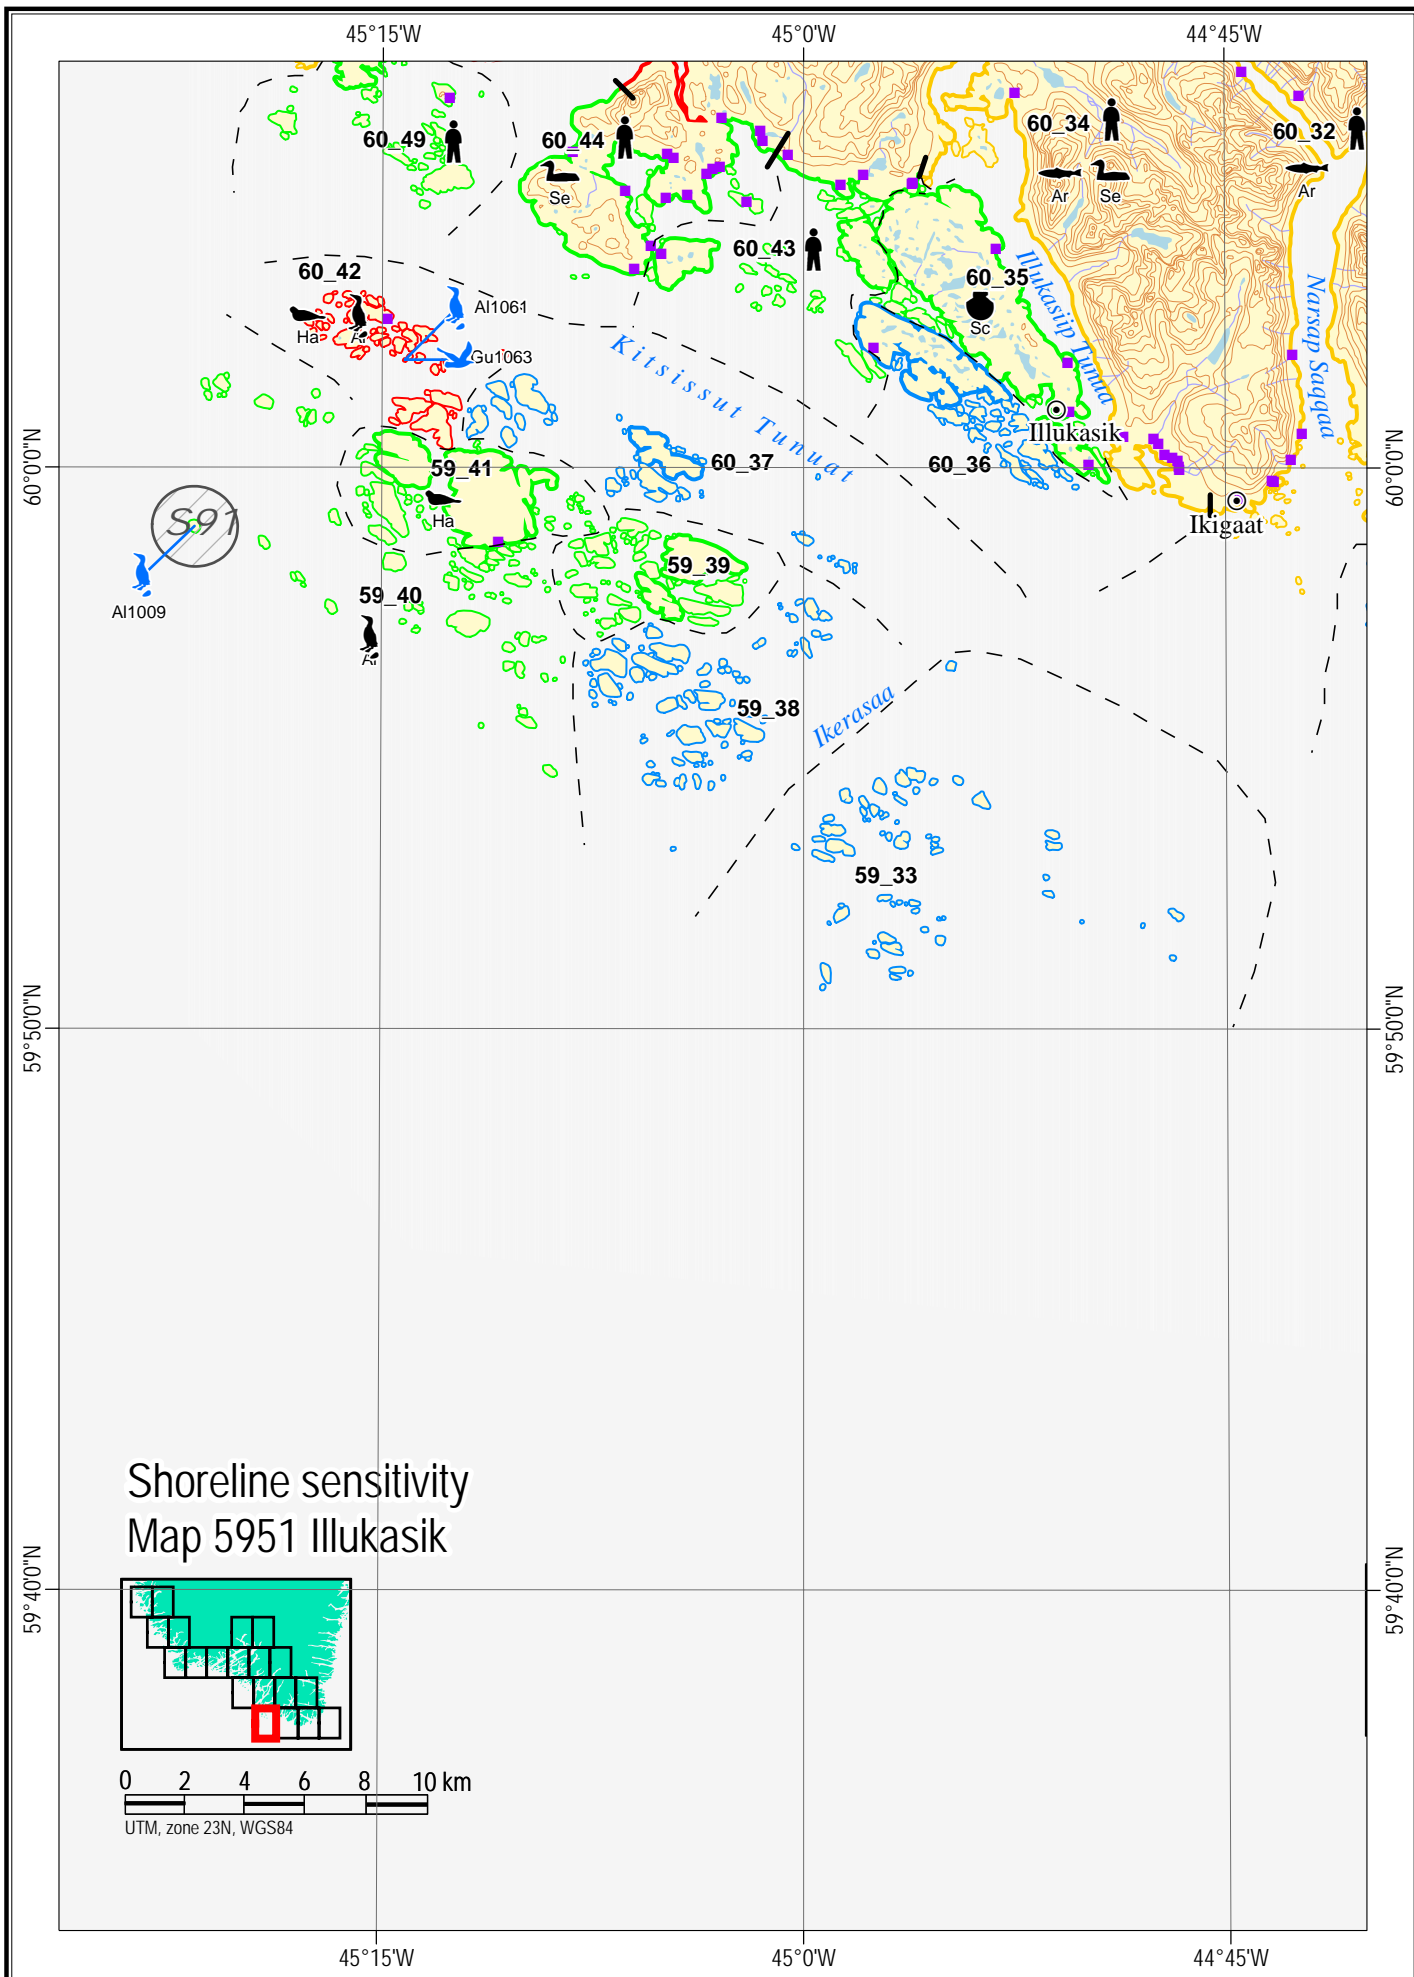 45°15'W
45°0'W
44°45'W
60_49
60_44
60_34
60_32
Se
Ar
Se
Ar
60_43
60_42
60_35
Illukasiip Tunua
Narsap Saqqaa
Al1061
Ha
Sc
Gu1063
Kitsissut Tunuat
Illukasik
60°0'0"N
59_41
60_37
60_36
60°0'0"N
Ha
S91
Ikigaat
59_39
59_40
Al1009
59_38
Ikerasaa
59_33
59°50'0"N
59°50'0"N
Shoreline sensitivity
Map 5951 Illukasik
59°40'0"N
59°40'0"N
0 2 4 6 8 10 km
UTM, zone 23N, WGS84
45°15'W
45°0'W
44°45'W